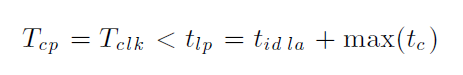 T_{cp} = T_{clk} < t_{lp} = t_{id la} + max(t_c)